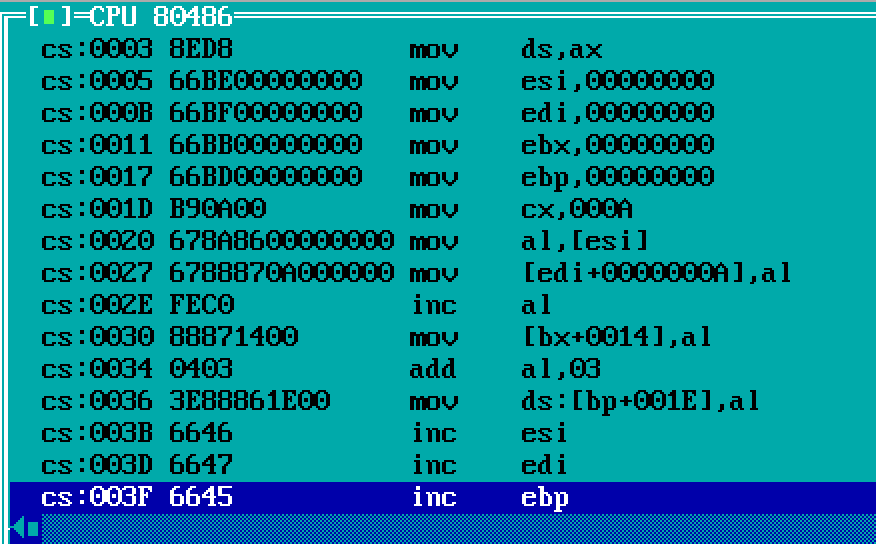 [■]=CPU 80486
cs:0003 8ED8 mov ds,ax
cs:0005 66BE00000000 mov esi,00000000
cs:000B 66BF00000000 mov edi,00000000
cs:0011 66BB00000000 mov ebx,00000000
cs:0017 66BD00000000 mov ebp,00000000
cs:001D B90A00 mov cx,000A
cs:0020 678A8600000000 mov al,[esi]
cs:0027 6788870A000000 mov [edi+0000000A],al
cs:002E FEC0 inc al
cs:0030 88871400 mov [bx+0014],al
cs:0034 0403 add al,03
cs:0036 3E88861E00 mov ds:[bp+001E],al
cs:003B 6646 inc esi
cs:003D 6647 inc edi
cs:003F 6645 inc ebp